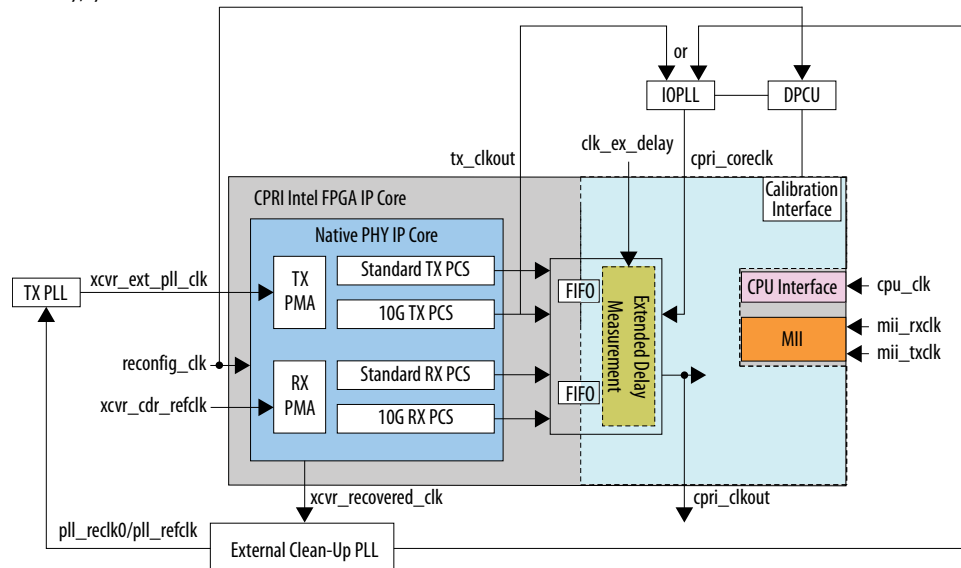 or
IOPLL
DPCU
clk_ex_delay
tx_clkout
cpri_coreclk
CPRI Intel FPGA IP Core
Calibration
Interface
Native PHY IP Core
TX PLL
xcvr_ext_pll_clk
TX
PMA
Standard TX PCS
10G TX PCS
FIFO
Extended Delay
Measurement
CPU Interface
cpu_clk
MII
mii_rxclk
mii_txclk
reconfig_clk
xcvr_cdr_refclk
RX
PMA
Standard RX PCS
10G RX PCS
FIFO
xcvr_recovered_clk
cpri_clkout
pll_reclk0/pll_refclk
External Clean-Up PLL